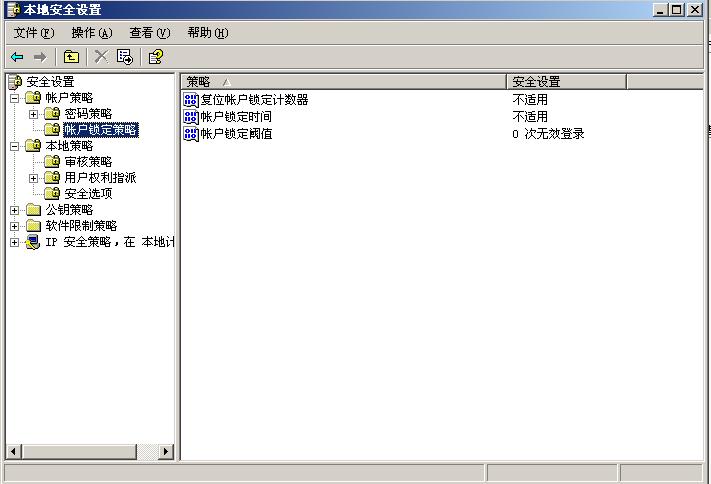 本地安全设置
文件(F) 操作(A) 查看(V) 帮助(H)
安全设置
帐户策略
密码策略
帐户锁定策略
本地策略
审核策略
用户权利指派
安全选项
公钥策略
软件限制策略
IP 安全策略，在 本地计
策略 安全设置
复位帐户锁定计数器 不适用
帐户锁定时间 不适用
帐户锁定阈值 0 次无效登录